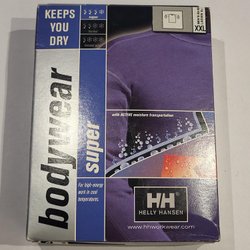 KEEPS
YOU
DRY
XXL
bodywear
super
with ACTIVE moisture transportation
For high-energy
work in cool
temperatures
HH
HELLY HANSEN
www.hhworkwear.com